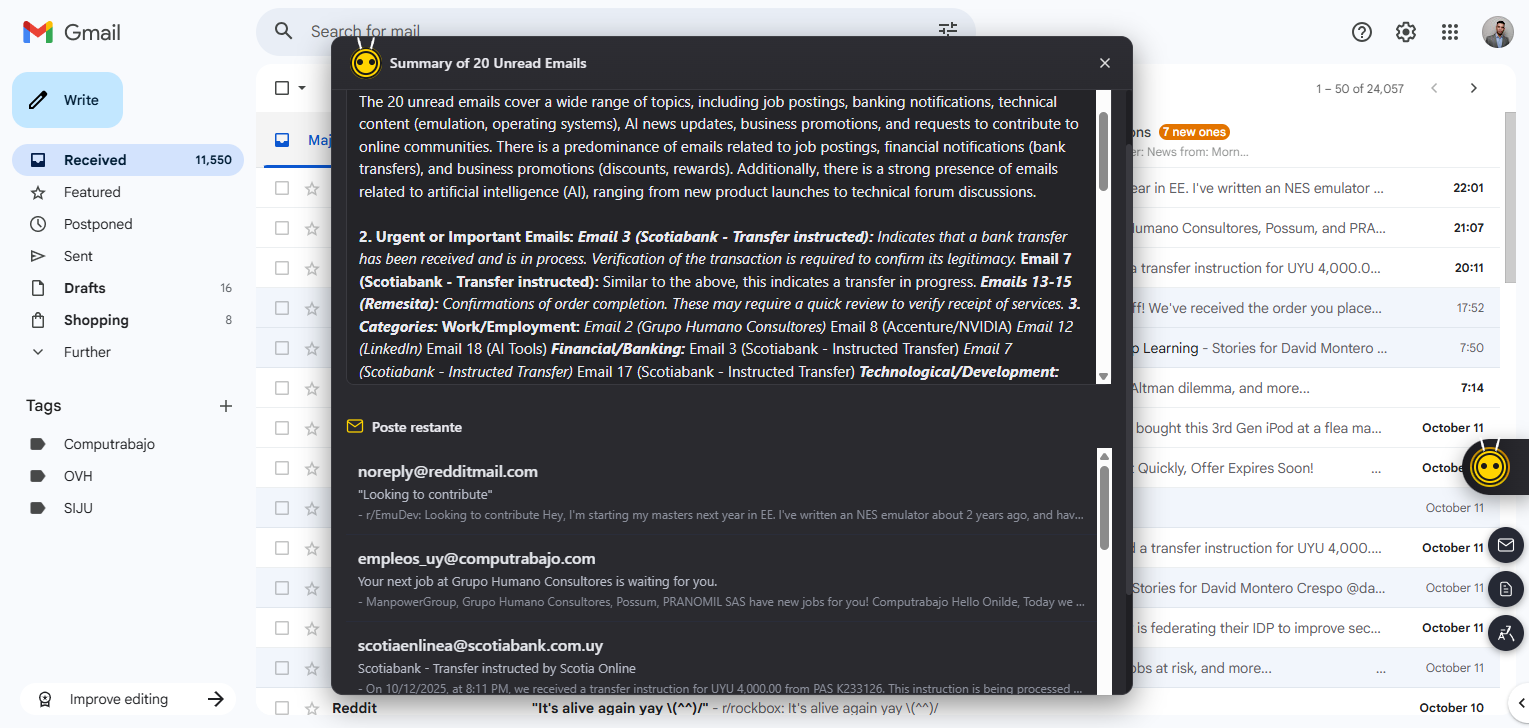 Gmail
Search for mail
Write
Received 11,550
Featured
Postponed
Sent
Drafts 16
Shopping 8
Further
Tags
Computrabajo
OVH
SIJU
Improve editing
Summary of 20 Unread Emails
The 20 unread emails cover a wide range of topics, including job postings, banking notifications, technical
content (emulation, operating systems), AI news updates, business promotions, and requests to contribute to
online communities. There is a predominance of emails related to job postings, financial notifications (bank
transfers), and business promotions (discounts, rewards). Additionally, there is a strong presence of emails
related to artificial intelligence (AI), ranging from new product launches to technical forum discussions.
2. Urgent or Important Emails: Email 3 (Scotiabank - Transfer instructed): Indicates that a bank transfer
has been received and is in process. Verification of the transaction is required to confirm its legitimacy. Email 7
(Scotiabank - Transfer instructed): Similar to the above, this indicates a transfer in progress. Emails 13-15
(Remesita): Confirmations of order completion. These may require a quick review to verify receipt of services. 3.
Categories: Work/Employment: Email 2 (Grupo Humano Consultores) Email 8 (Accenture/NVIDIA) Email 12
(LinkedIn) Email 18 (AI Tools) Financial/Banking: Email 3 (Scotiabank - Instructed Transfer) Email 7
(Scotiabank - Instructed Transfer) Email 17 (Scotiabank - Instructed Transfer) Technological/Development:
Poste restante
noreply@redditmail.com
"Looking to contribute"
- r/EmuDev: Looking to contribute Hey, I'm starting my masters next year in EE. I've written an NES emulator about 2 years ago, and hav...
empleos_uy@computrabajo.com
Your next job at Grupo Humano Consultores is waiting for you.
- ManpowerGroup, Grupo Humano Consultores, Possum, PRANOMIL SAS have new jobs for you! Computrabajo Hello Onilde, Today we ...
scotiaenlinea@scotiabank.com.uy
Scotiabank - Transfer instructed by Scotia Online
- On 10/12/2025, at 8:11 PM, we received a transfer instruction for UYU 4,000.00 from PAS K233126. This instruction is being processed ...
1 – 50 of 24,057
Maj
ons 7 new ones
er: News from: Morn...
ear in EE. I've written an NES emulator ... 22:01
umano Consultores, Possum, and PRA... 21:07
a transfer instruction for UYU 4,000.0... 20:11
ff! We've received the order you place... 17:52
o Learning - Stories for David Montero ... 7:50
Altman dilemma, and more... 7:14
bought this 3rd Gen iPod at a flea ma... October 11
Quickly, Offer Expires Soon! ... Octobe
October 11
d a transfer instruction for UYU 4,000.... October 11
Stories for David Montero Crespo @da... October 11
is federating their IDP to improve sec... October 11
obs at risk, and more... ... October 11
Reddit "It's alive again yay \(^^)/" - r/rockbox: It's alive again yay \(^^)/ October 10